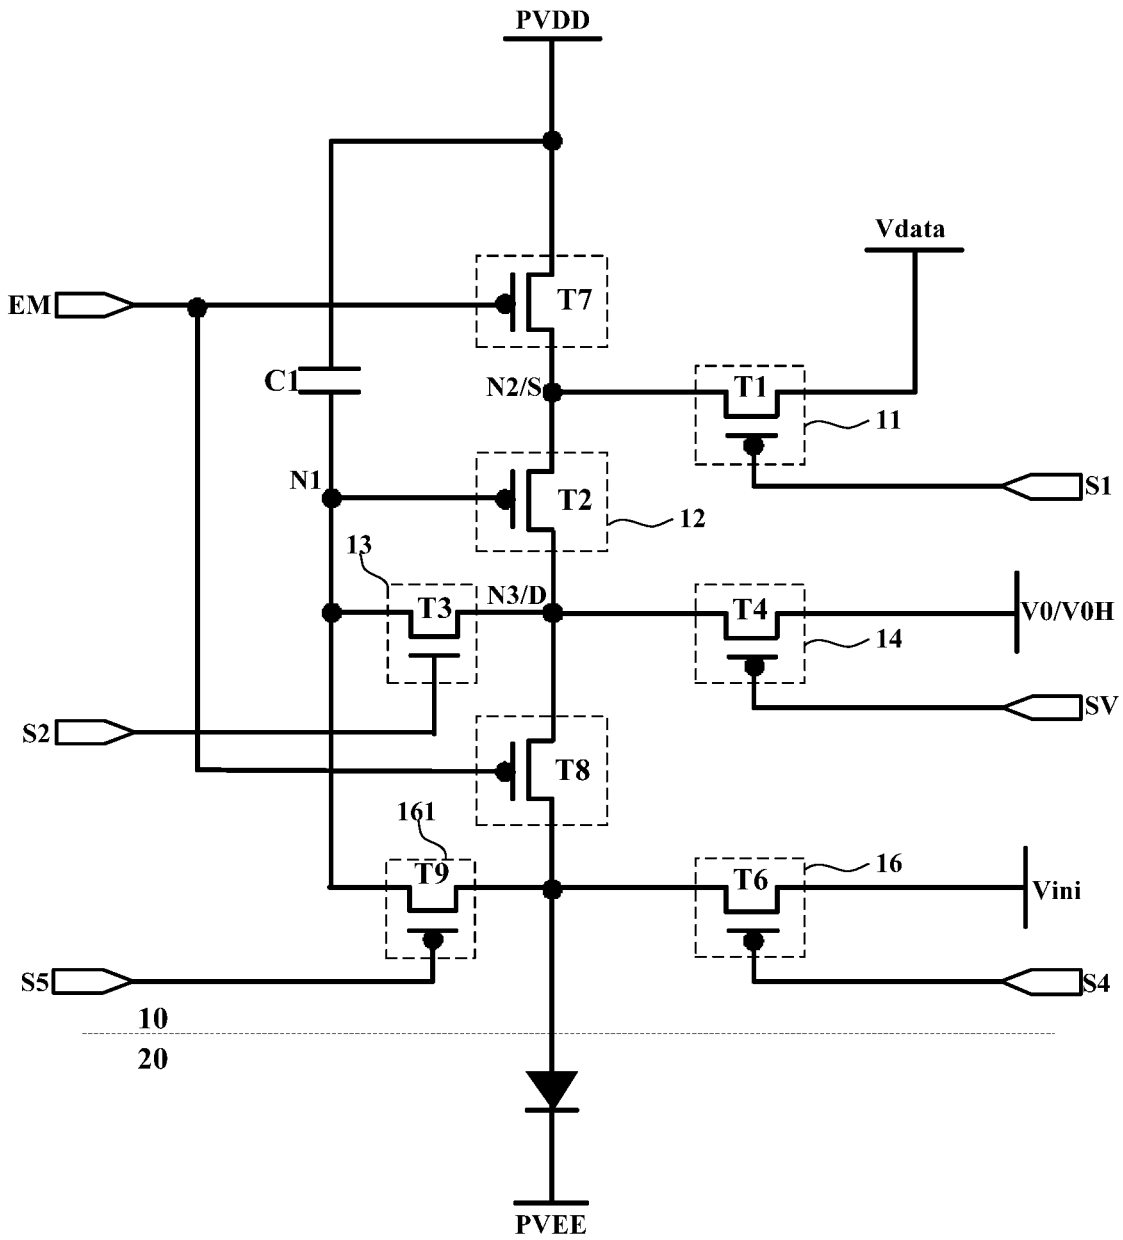 PVDD
Vdata
EM
T7
C1
N2/S
T1
11
N1
T2
S1
12
13
N3/D
T3
T4
V0/V0H
14
S2
SV
T8
161
T9
T6
16
Vini
S5
S4
10
20
PVEE